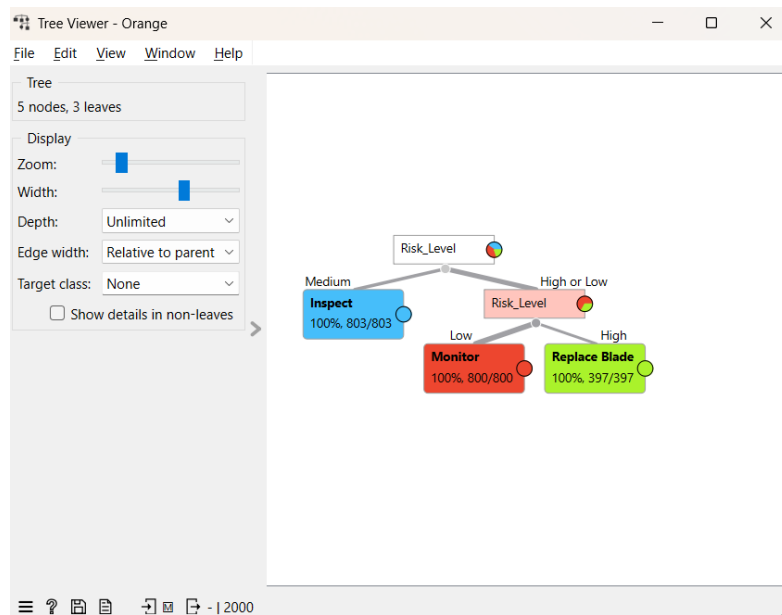 Tree Viewer - Orange
File Edit View Window Help
Tree
5 nodes, 3 leaves
Display
Zoom:
Width:
Depth: Unlimited
Edge width: Relative to parent
Target class: None
Show details in non-leaves
Risk_Level
Medium
High or Low
Inspect
100%, 803/803
Risk_Level
Low
High
Monitor
100%, 800/800
Replace Blade
100%, 397/397
? M - | 2000